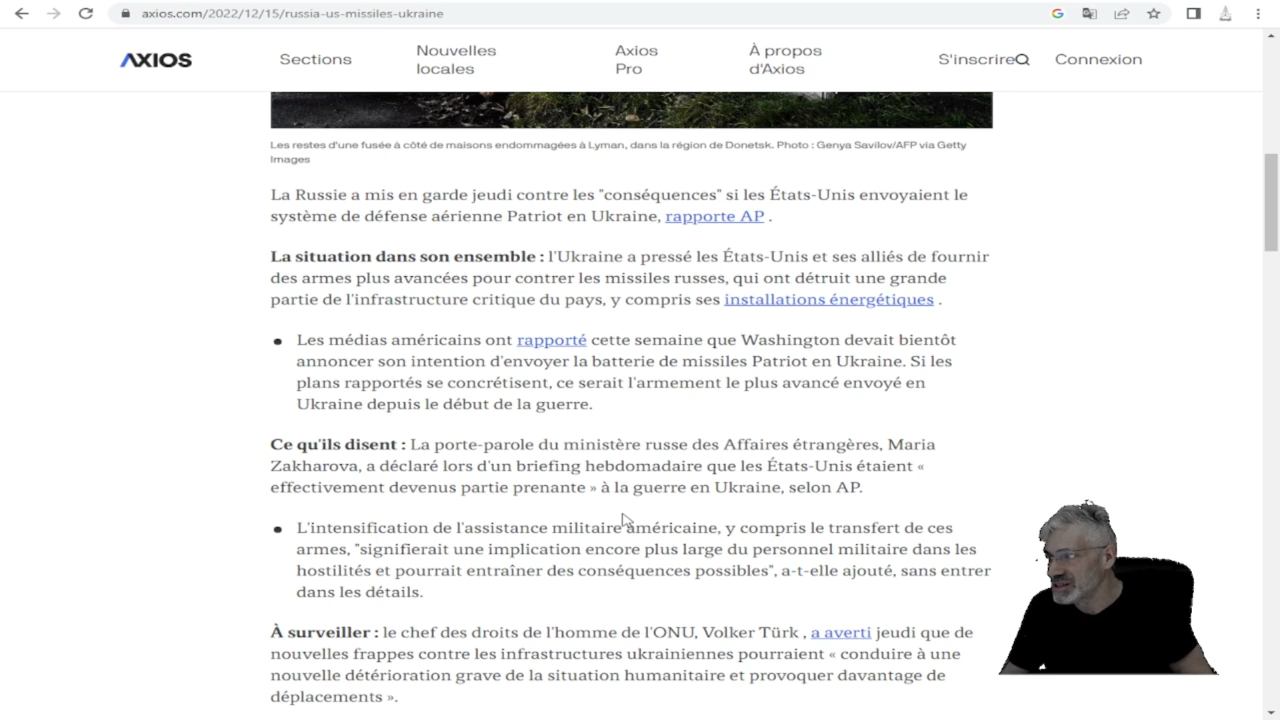 axios.com/2022/12/15/russia-us-missiles-ukraine
AXIOS
Sections
Nouvelles
locales
Axios
Pro
À propos
d'Axios
S'inscrire
Connexion
Les restes d'une fusée à côté de maisons endommagées à Lyman, dans la région de Donetsk. Photo : Genya Savilov/AFP via Getty
Images
La Russie a mis en garde jeudi contre les "conséquences" si les États-Unis envoyaient le
système de défense aérienne Patriot en Ukraine, rapporte AP .
La situation dans son ensemble : l'Ukraine a pressé les États-Unis et ses alliés de fournir
des armes plus avancées pour contrer les missiles russes, qui ont détruit une grande
partie de l'infrastructure critique du pays, y compris ses installations énergétiques .
Les médias américains ont rapporté cette semaine que Washington devait bientôt
annoncer son intention d'envoyer la batterie de missiles Patriot en Ukraine. Si les
plans rapportés se concrétisent, ce serait l'armement le plus avancé envoyé en
Ukraine depuis le début de la guerre.
Ce qu'ils disent : La porte-parole du ministère russe des Affaires étrangères, Maria
Zakharova, a déclaré lors d'un briefing hebdomadaire que les États-Unis étaient «
effectivement devenus partie prenante » à la guerre en Ukraine, selon AP.
L'intensification de l'assistance militaire américaine, y compris le transfert de ces
armes, "signifierait une implication encore plus large du personnel militaire dans les
hostilités et pourrait entraîner des conséquences possibles", a-t-elle ajouté, sans entrer
dans les détails.
À surveiller : le chef des droits de l'homme de l'ONU, Volker Türk , a averti jeudi que de
nouvelles frappes contre les infrastructures ukrainiennes pourraient « conduire à une
nouvelle détérioration grave de la situation humanitaire et provoquer davantage de
déplacements ».